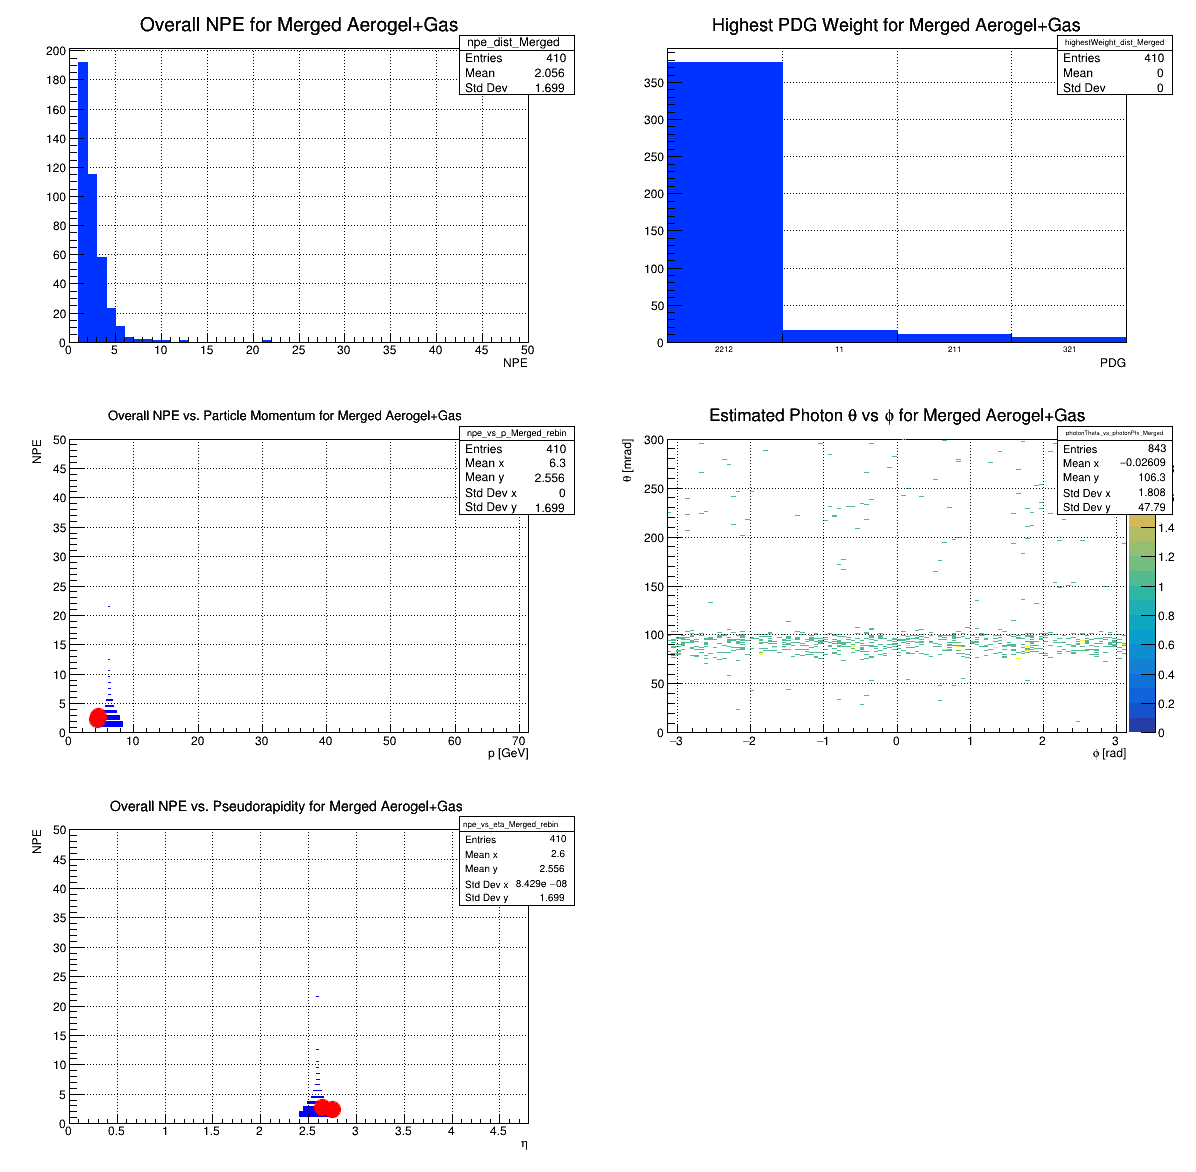 Overall NPE for Merged Aerogel+Gas
npe_dist_Merged
Entries 410
Mean 2.056
Std Dev 1.699
200
180
160
140
120
100
80
60
40
20
0
0 5 10 15 20 25 30 35 40 45 50
NPE
Highest PDG Weight for Merged Aerogel+Gas
highestWeight_dist_Merged
Entries 410
Mean 0
Std Dev 0
350
300
250
200
150
100
50
0
2212 11 211 321
PDG
Overall NPE vs. Particle Momentum for Merged Aerogel+Gas
npe_vs_p_Merged_rebin
Entries 410
Mean x 6.3
Mean y 2.556
Std Dev x 0
Std Dev y 1.699
NPE
50
45
40
35
30
25
20
15
10
5
0
0 10 20 30 40 50 60 70
p [GeV]
Estimated Photon θ vs ϕ for Merged Aerogel+Gas
photonTheta_vs_photonPhi_Merged
Entries 843
Mean x −0.02609
Mean y 106.3
Std Dev x 1.808
Std Dev y 47.79
θ [mrad]
300
250
200
150
100
50
0
−3 −2 −1 0 1 2 3
ϕ [rad]
1.4
1.2
1
0.8
0.6
0.4
0.2
0
Overall NPE vs. Pseudorapidity for Merged Aerogel+Gas
npe_vs_eta_Merged_rebin
Entries 410
Mean x 2.6
Mean y 2.556
Std Dev x 8.429e −08
Std Dev y 1.699
NPE
50
45
40
35
30
25
20
15
10
5
0
0 0.5 1 1.5 2 2.5 3 3.5 4 4.5
η